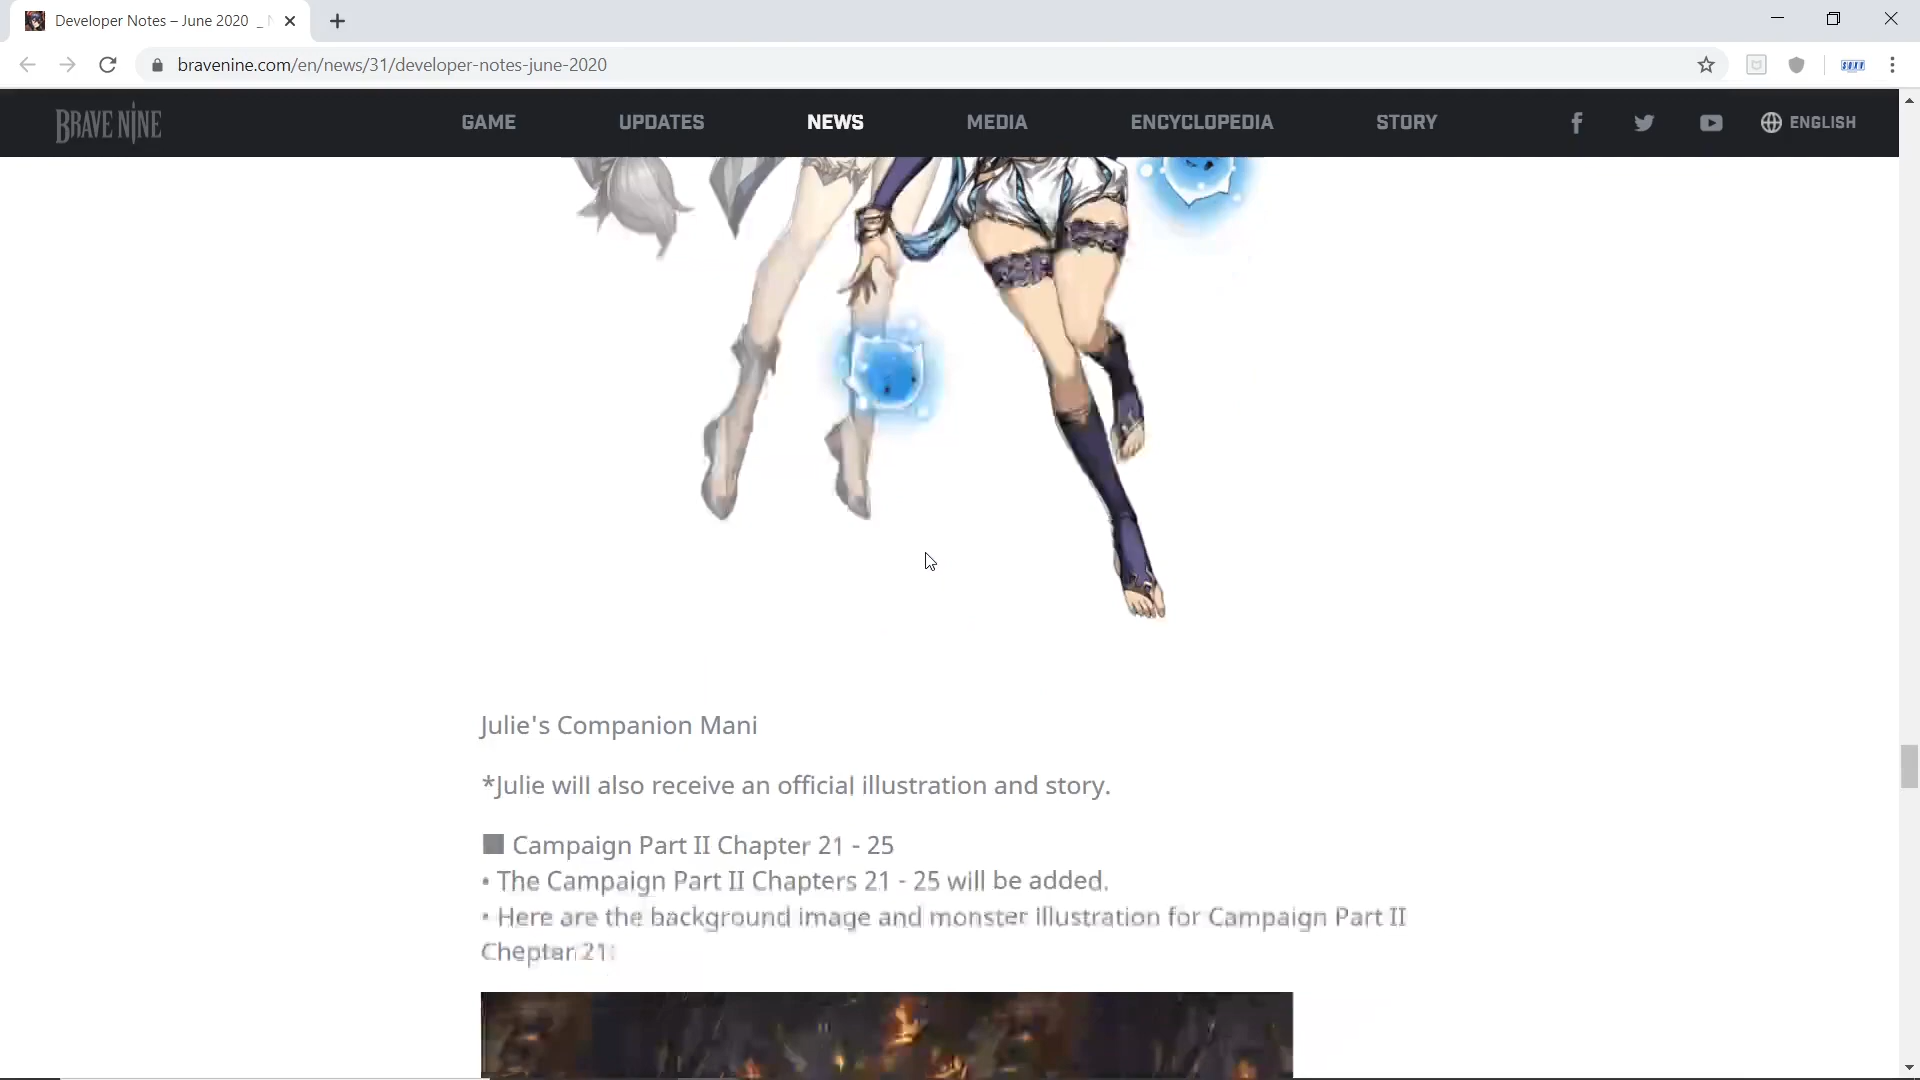 Developer Notes – June 2020 _ N
bravenine.com/en/news/31/developer-notes-june-2020
BRAVE NINE
GAME
UPDATES
NEWS
MEDIA
ENCYCLOPEDIA
STORY
ENGLISH
Julie's Companion Mani
*Julie will also receive an official illustration and story.
■ Campaign Part II Chapter 21 - 25
• The Campaign Part II Chapters 21 - 25 will be added.
• Here are the background image and monster illustration for Campaign Part II
Chepter 21: